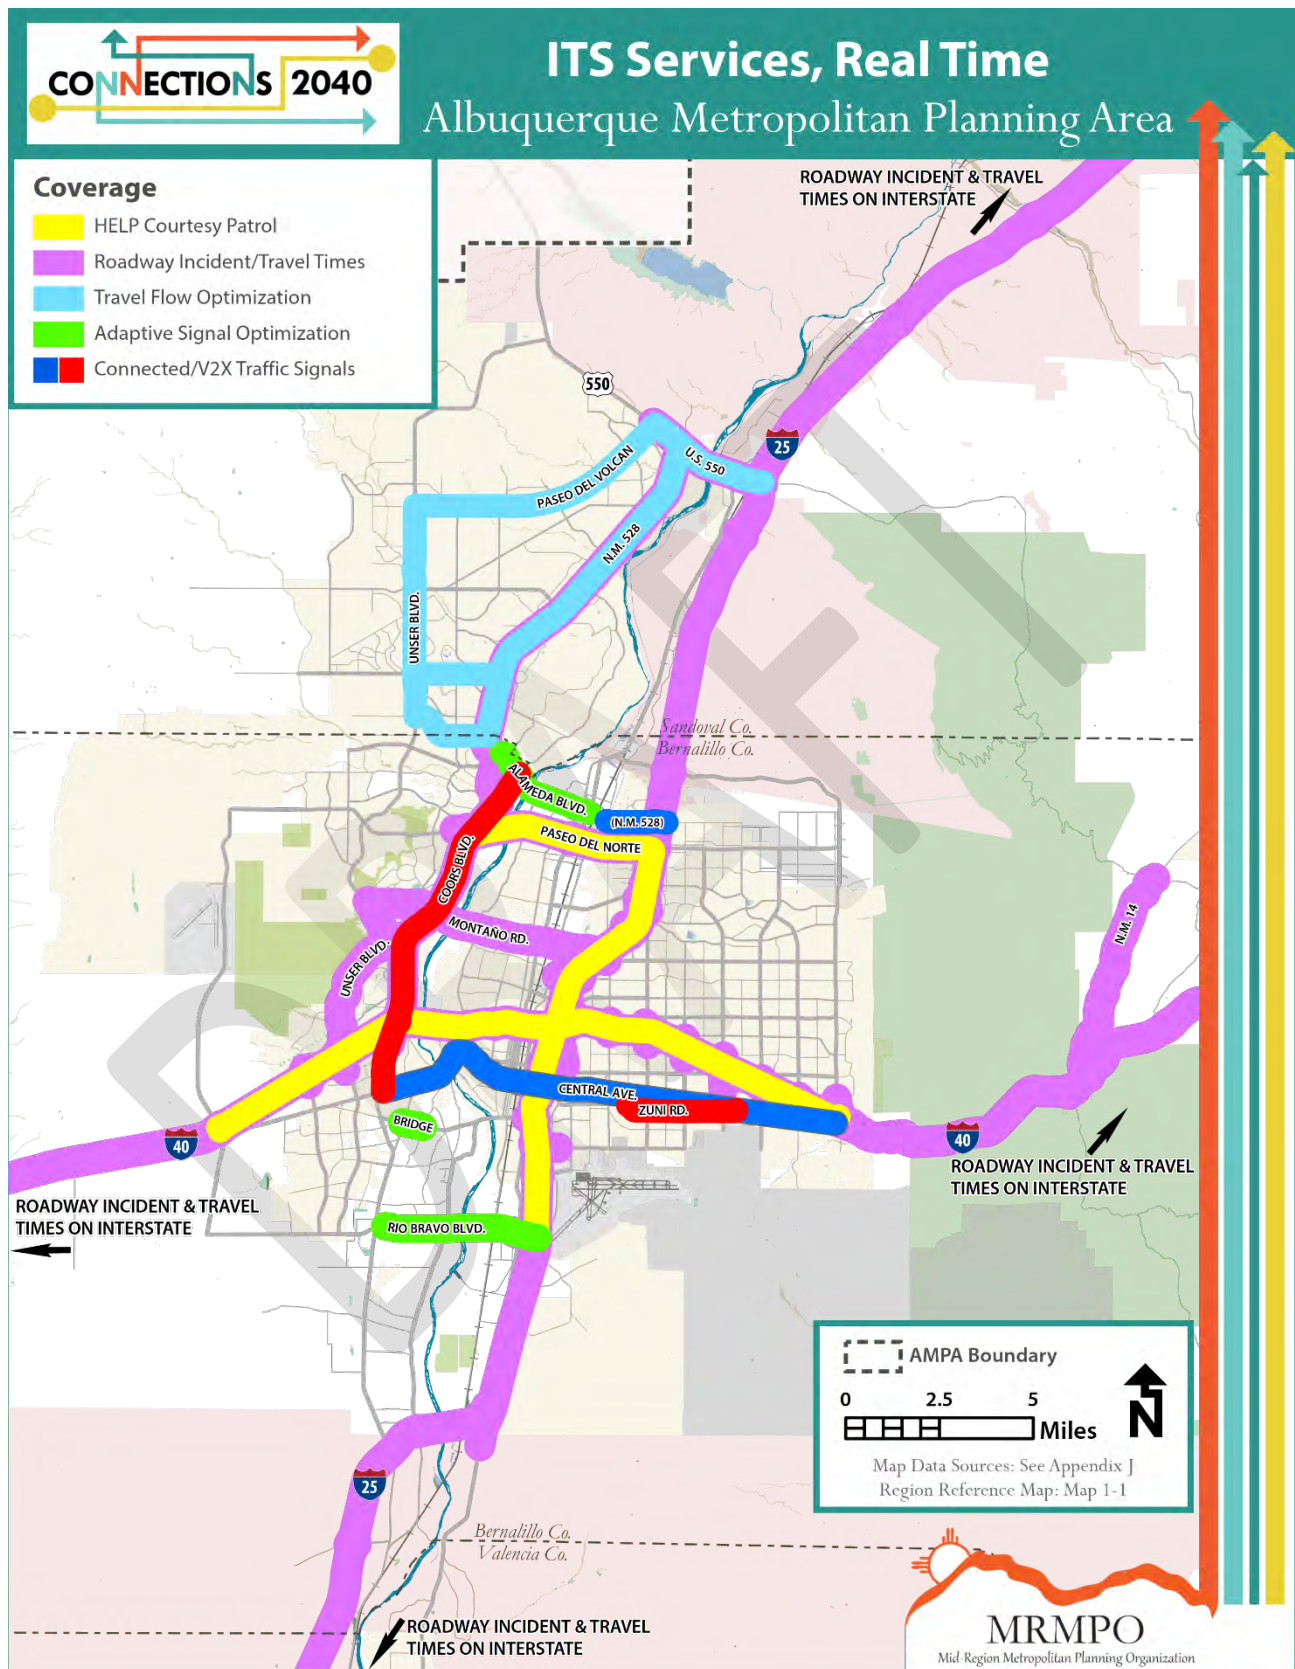 CONNECTIONS 2040
ITS Services, Real Time
Albuquerque Metropolitan Planning Area
Coverage
HELP Courtesy Patrol
Roadway Incident/Travel Times
Travel Flow Optimization
Adaptive Signal Optimization
Connected/V2X Traffic Signals
ROADWAY INCIDENT & TRAVEL
TIMES ON INTERSTATE
550
25
U.S. 550
PASEO DEL VOLCAN
N.M. 528
UNSER BLVD.
Sandoval Co.
Bernalillo Co.
ALAMEDA BLVD.
(N.M. 528)
PASEO DEL NORTE
COORS BLVD.
MONTAÑO RD.
UNSER BLVD.
N.M. 14
CENTRAL AVE.
ZUNI RD.
BRIDGE
40
40
ROADWAY INCIDENT & TRAVEL
TIMES ON INTERSTATE
ROADWAY INCIDENT & TRAVEL
TIMES ON INTERSTATE
RIO BRAVO BLVD.
DRAFT
25
AMPA Boundary
0 2.5 5
Miles
N
Map Data Sources: See Appendix J
Region Reference Map: Map 1-1
Bernalillo Co.
Valencia Co.
ROADWAY INCIDENT & TRAVEL
TIMES ON INTERSTATE
MRMPO
Mid-Region Metropolitan Planning Organization